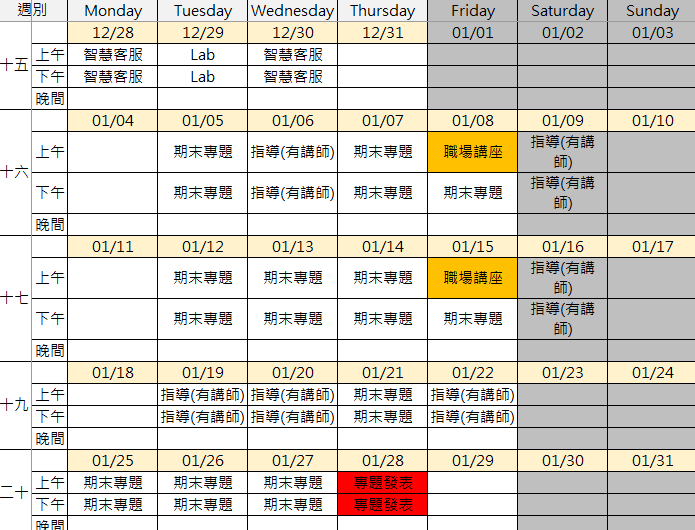 週別 Monday Tuesday Wednesday Thursday Friday Saturday Sunday
十五 12/28 12/29 12/30 12/31 01/01 01/02 01/03
上午 智慧客服 Lab 智慧客服
下午 智慧客服 Lab 智慧客服
晚間
十六 01/04 01/05 01/06 01/07 01/08 01/09 01/10
上午 期末專題 指導(有講師) 期末專題 職場講座 指導(有講
師)
下午 期末專題 指導(有講師) 期末專題 期末專題 指導(有講
師)
晚間
十七 01/11 01/12 01/13 01/14 01/15 01/16 01/17
上午 期末專題 期末專題 期末專題 職場講座 指導(有講
師)
下午 期末專題 期末專題 期末專題 期末專題 指導(有講
師)
晚間
十九 01/18 01/19 01/20 01/21 01/22 01/23 01/24
上午 指導(有講師) 指導(有講師) 期末專題 指導(有講師)
下午 指導(有講師) 指導(有講師) 期末專題 指導(有講師)
晚間
二十 01/25 01/26 01/27 01/28 01/29 01/30 01/31
上午 期末專題 期末專題 期末專題 專題發表
下午 期末專題 期末專題 期末專題 專題發表
晚間